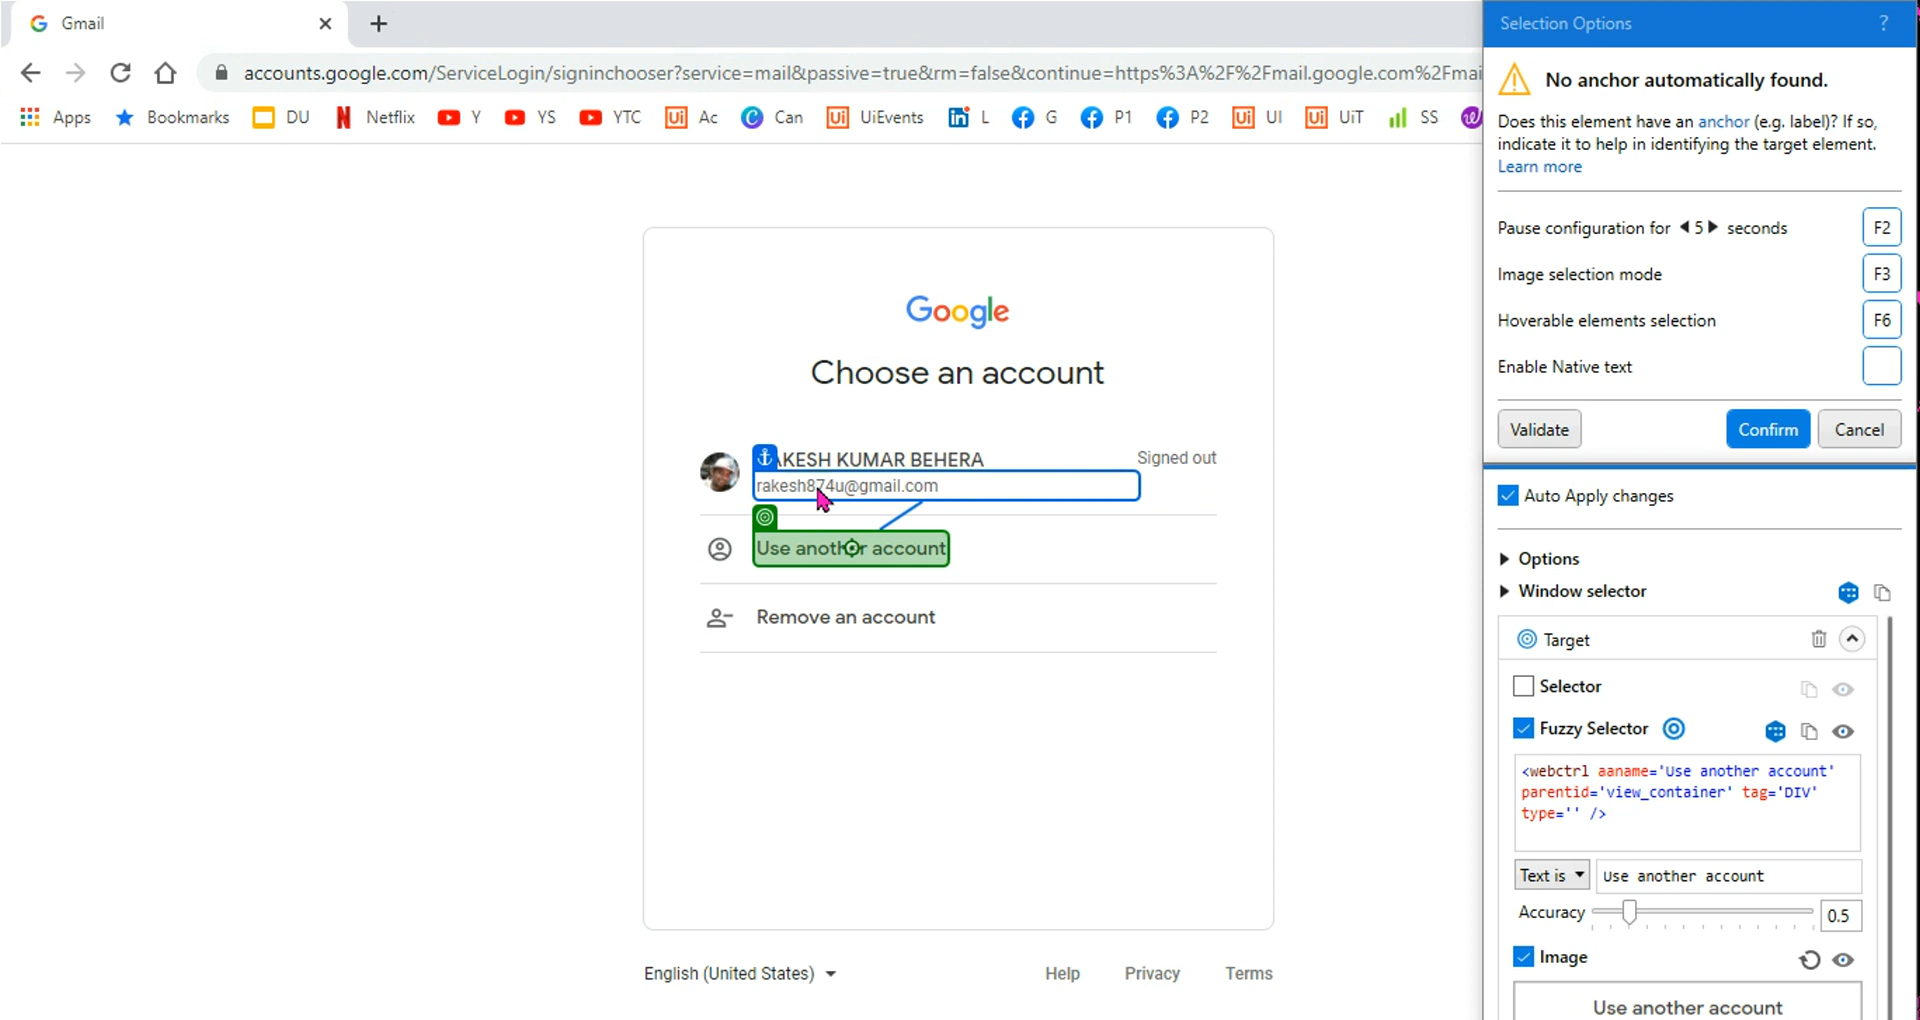 Gmail
accounts.google.com/ServiceLogin/signinchooser?service=mail&passive=true&rm=false&continue=https%3A%2F%2Fmail.google.com%2Fmai
Apps Bookmarks DU Netflix Y YS YTC Ac Can UiEvents L G P1 P2 UI UiT SS
Google
Choose an account
AKESH KUMAR BEHERA
Signed out
rakesh874u@gmail.com
Use another account
Remove an account
English (United States)
Help Privacy Terms
Selection Options ?
No anchor automatically found.
Does this element have an anchor (e.g. label)? If so,
indicate it to help in identifying the target element.
Learn more
Pause configuration for 5 seconds F2
Image selection mode F3
Hoverable elements selection F6
Enable Native text
Validate Confirm Cancel
Auto Apply changes
Options
Window selector
Target
Selector
Fuzzy Selector
<webctrl aaname='Use another account'
parentid='view_container' tag='DIV'
type='' />
Text is Use another account
Accuracy 0.5
Image
Use another account